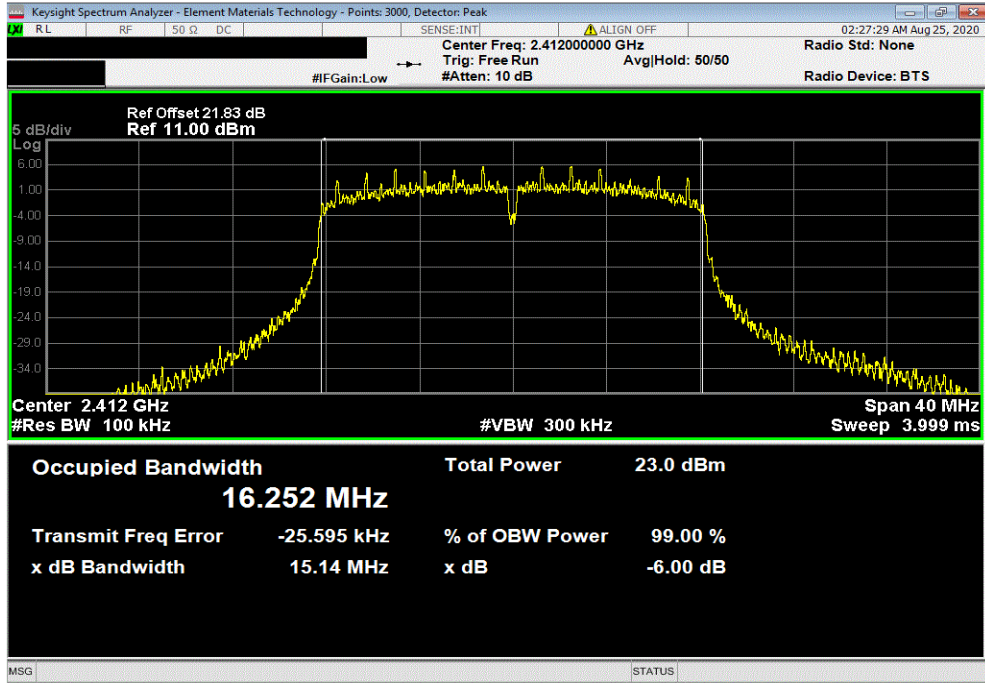 Keysight Spectrum Analyzer - Element Materials Technology - Points: 3000, Detector: Peak
LXI RL RF 50 Ω DC SENSE:INT ALIGN OFF 02:27:29 AM Aug 25, 2020
Center Freq: 2.412000000 GHz Radio Std: None
Trig: Free Run Avg|Hold: 50/50
#IFGain:Low #Atten: 10 dB Radio Device: BTS
Ref Offset 21.83 dB
5 dB/div Ref 11.00 dBm
Log
6.00
1.00
-4.00
-9.00
-14.0
-19.0
-24.0
-29.0
-34.0
Center 2.412 GHz Span 40 MHz
#Res BW 100 kHz #VBW 300 kHz Sweep 3.999 ms
Occupied Bandwidth Total Power 23.0 dBm
16.252 MHz
Transmit Freq Error -25.595 kHz % of OBW Power 99.00 %
x dB Bandwidth 15.14 MHz x dB -6.00 dB
MSG STATUS